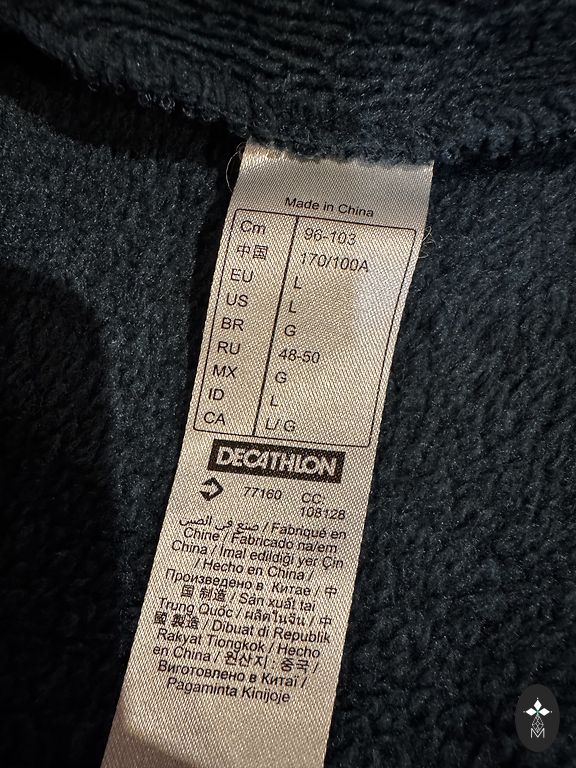 Made in China
Cm 96-103
中国 170/100A
EU L
US L
BR G
RU 48-50
MX G
ID L
CA L/ G
DECATHLON
77160 CC:
108128
صنع في الصين / Fabriqué en
Chine / Fabricado na/em
China / Imal edildigi yer Çin
/ Hecho en China /
Произведено в Китае / 中
国 制造 / Sản xuất tại
Trung Quốc / ผลิตในจีน / 中
國 製造 / Dibuat di Republik
Rakyat Tiongkok / Hecho
en China / 원산지 : 중국 /
Виготовлено в Китаї /
Pagaminta Kinijoje
M